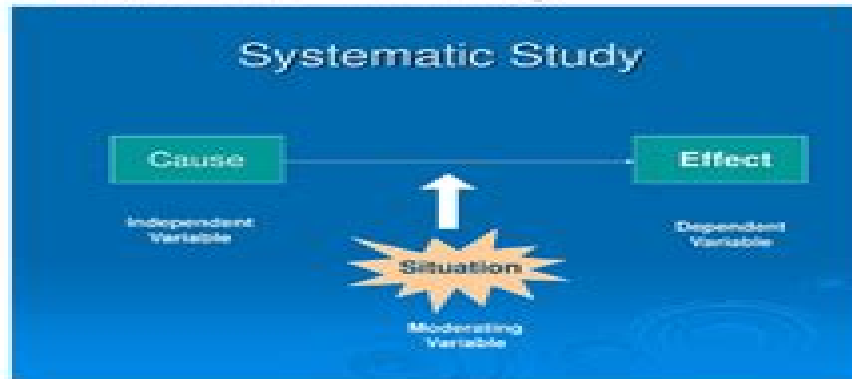 Systematic Study
Cause
Effect
Independent
Variable
Dependent
Variable
Situation
Moderating
Variable